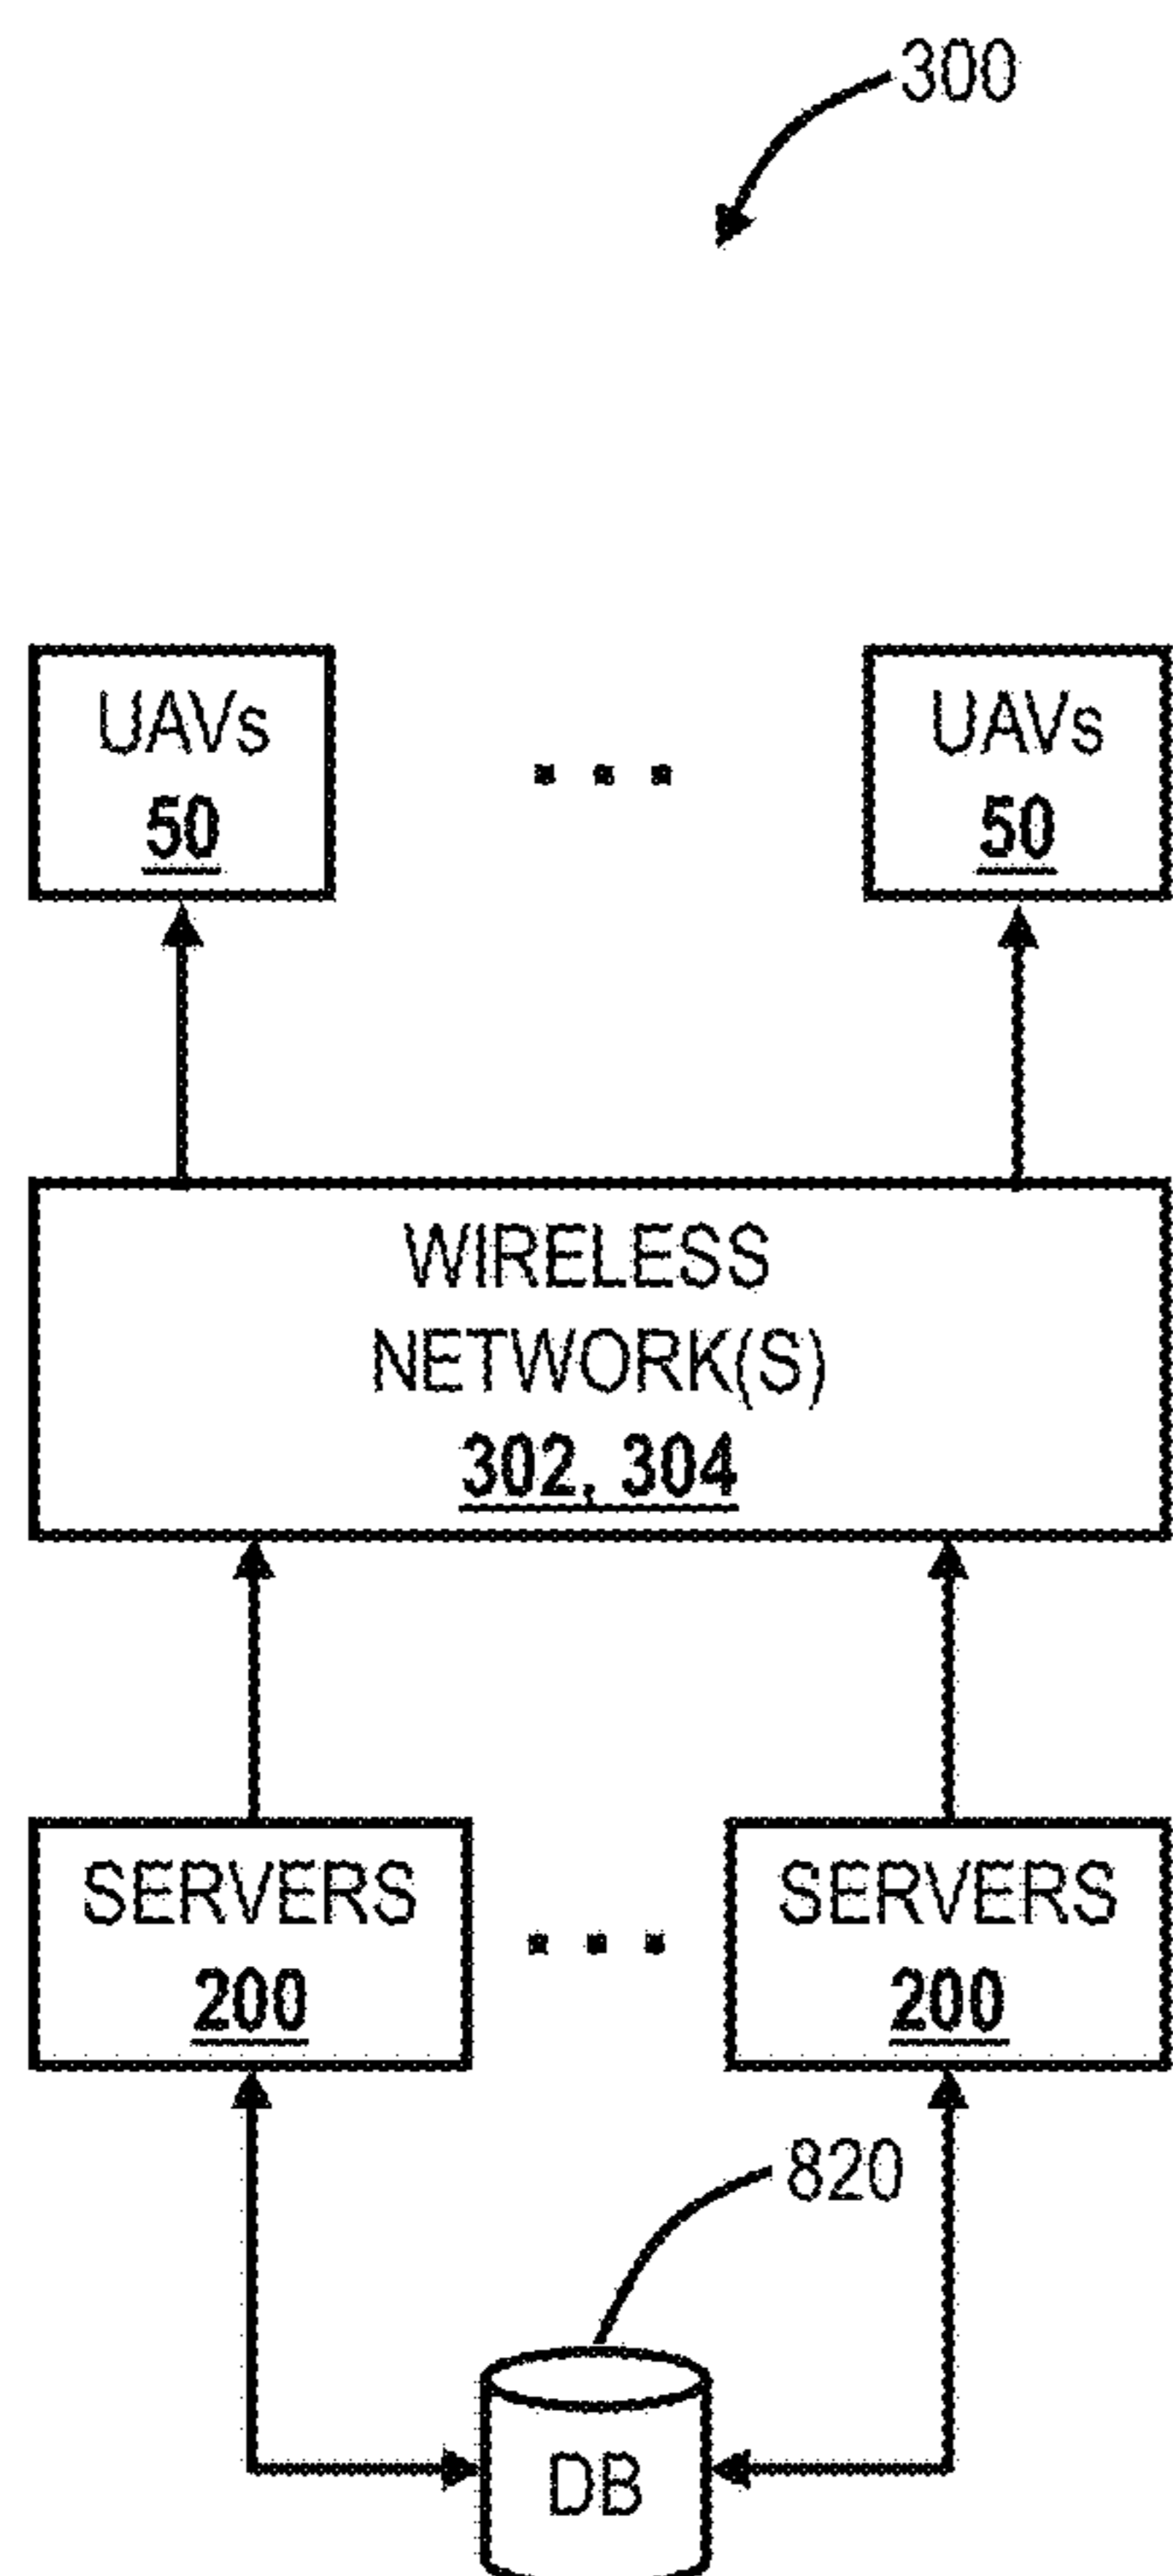 300
UAVs
50
UAVs
50
WIRELESS
NETWORK(S)
302, 304
SERVERS
200
SERVERS
200
820
DB